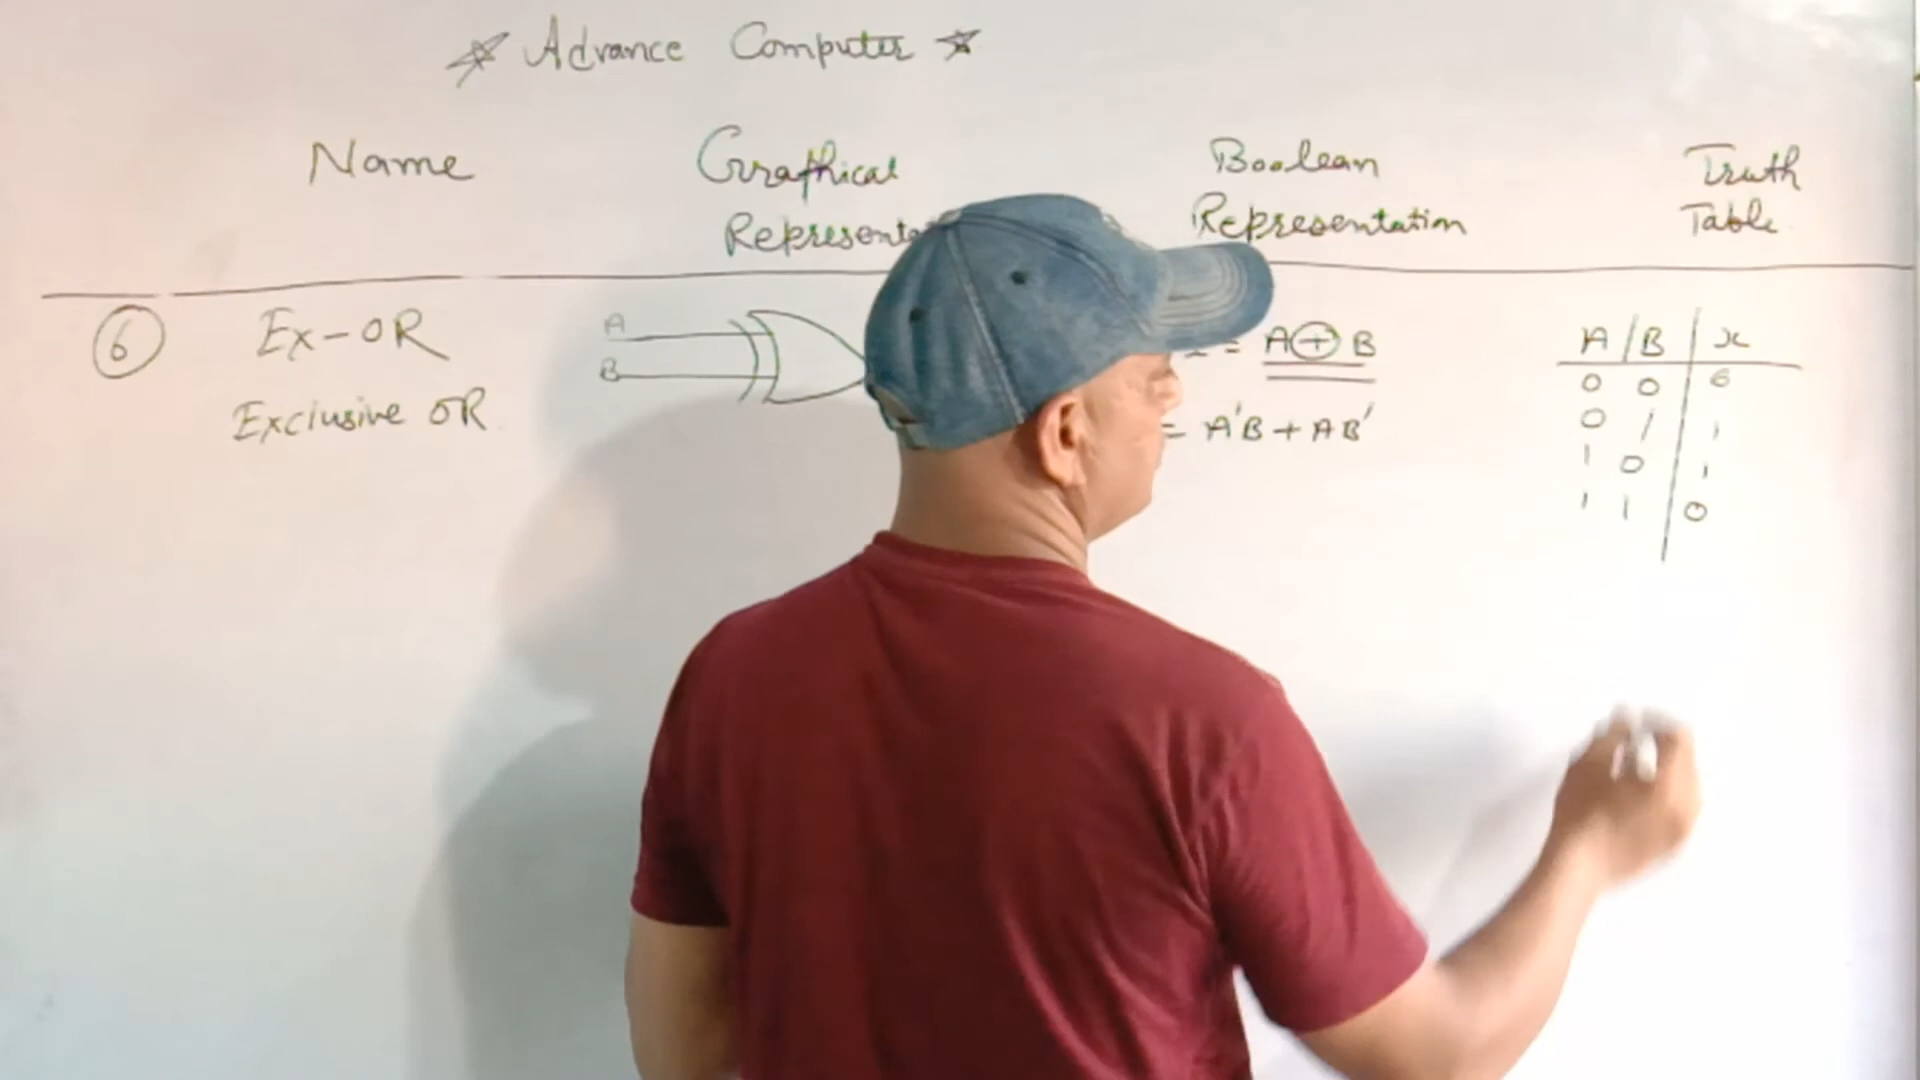 ☆ Advance Computer ☆
Name
Graphical
Boolean
Representation
Truth
Table
6
Ex-OR
Exclusive OR
A
B
= A⊕B
= A'B + AB'
A B x
0 0 0
0 1 1
1 0 1
1 1 0